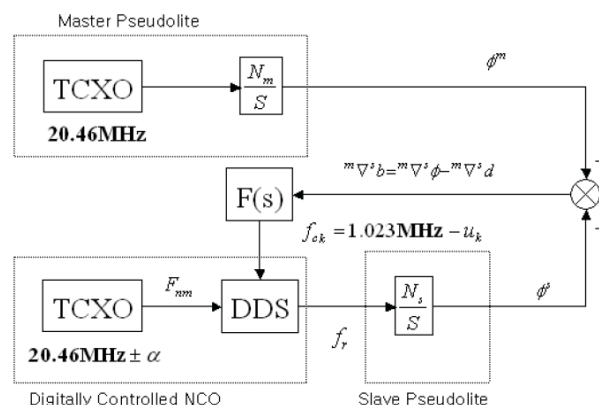 Master Pseudolite
TCXO
20.46MHz
N_m
S
ϕ^m
^m∇^s b=^m∇^s ϕ-^m∇^s d
F(s)
f_ck = 1.023MHz - u_k
TCXO
F_nm
DDS
f_r
N_s
S
ϕ^s
20.46MHz ± α
Digitally Controlled NCO
Slave Pseudolite